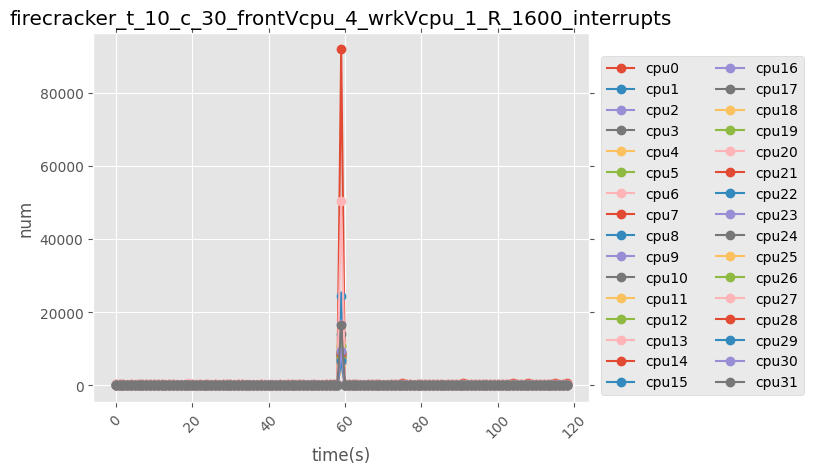 firecracker_t_10_c_30_frontVcpu_4_wrkVcpu_1_R_1600_interrupts
num
80000
60000
40000
20000
0
0
20
40
60
80
100
120
time(s)
cpu0
cpu1
cpu2
cpu3
cpu4
cpu5
cpu6
cpu7
cpu8
cpu9
cpu10
cpu11
cpu12
cpu13
cpu14
cpu15
cpu16
cpu17
cpu18
cpu19
cpu20
cpu21
cpu22
cpu23
cpu24
cpu25
cpu26
cpu27
cpu28
cpu29
cpu30
cpu31